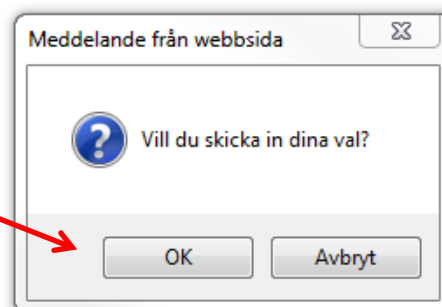 Meddelande från webbsida
Vill du skicka in dina val?
OK
Avbryt